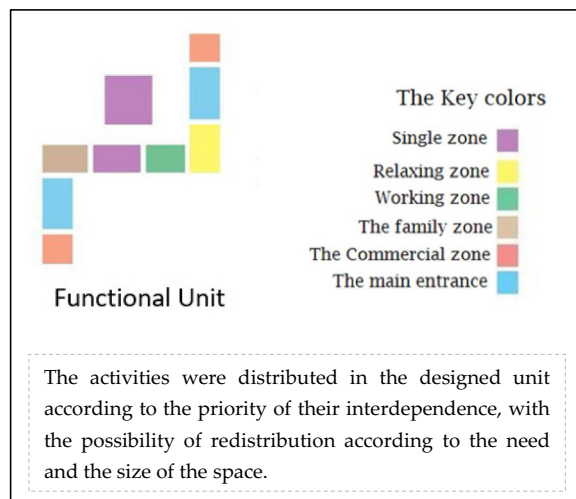 The Key colors
Single zone
Relaxing zone
Working zone
The family zone
The Commercial zone
The main entrance
Functional Unit
The activities were distributed in the designed unit
according to the priority of their interdependence, with
the possibility of redistribution according to the need
and the size of the space.